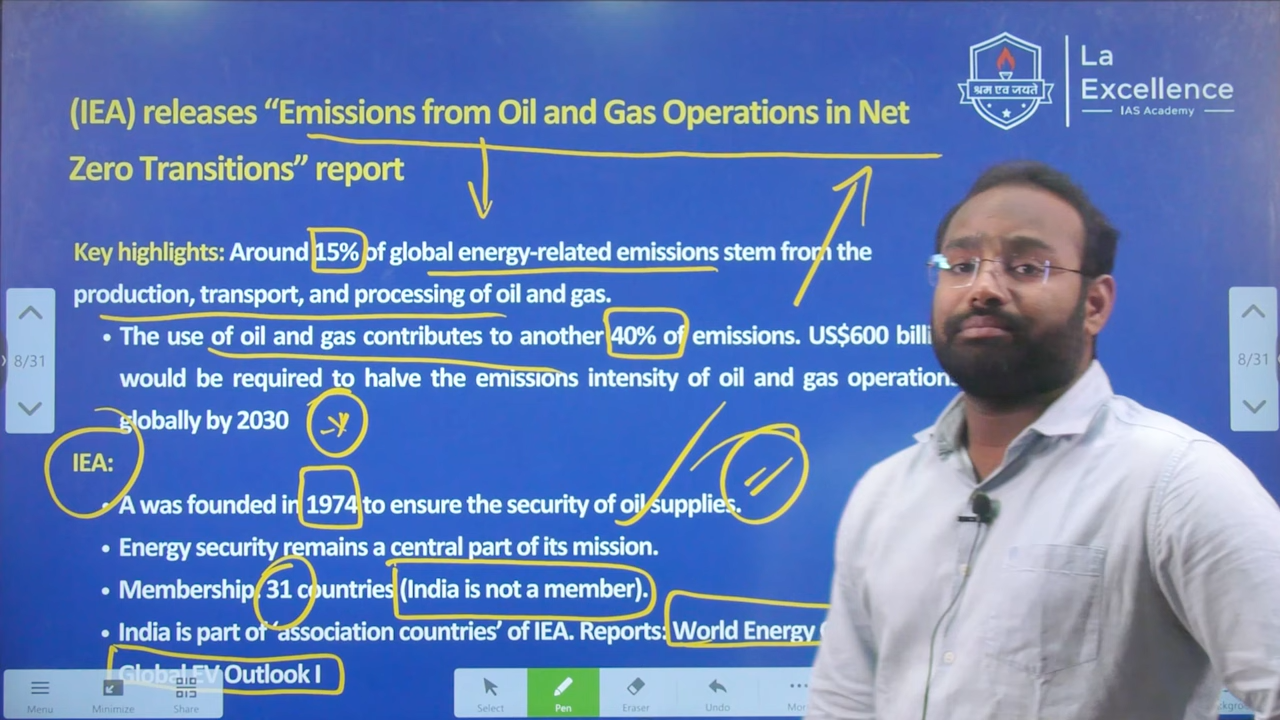 (IEA) releases “Emissions from Oil and Gas Operations in Net
Zero Transitions” report
श्रम एव जयते
La
Excellence
IAS Academy
Key highlights: Around 15% of global energy-related emissions stem from the
production, transport, and processing of oil and gas.
• The use of oil and gas contributes to another 40% of emissions. US$600 billi
would be required to halve the emissions intensity of oil and gas operation
globally by 2030
IEA:
• A was founded in 1974 to ensure the security of oil supplies.
• Energy security remains a central part of its mission.
• Membership: 31 countries (India is not a member).
• India is part of ‘association countries’ of IEA. Reports: World Energy
Global EV Outlook I
8/31
8/31
Menu
Minimize
Share
Select
Pen
Eraser
Undo